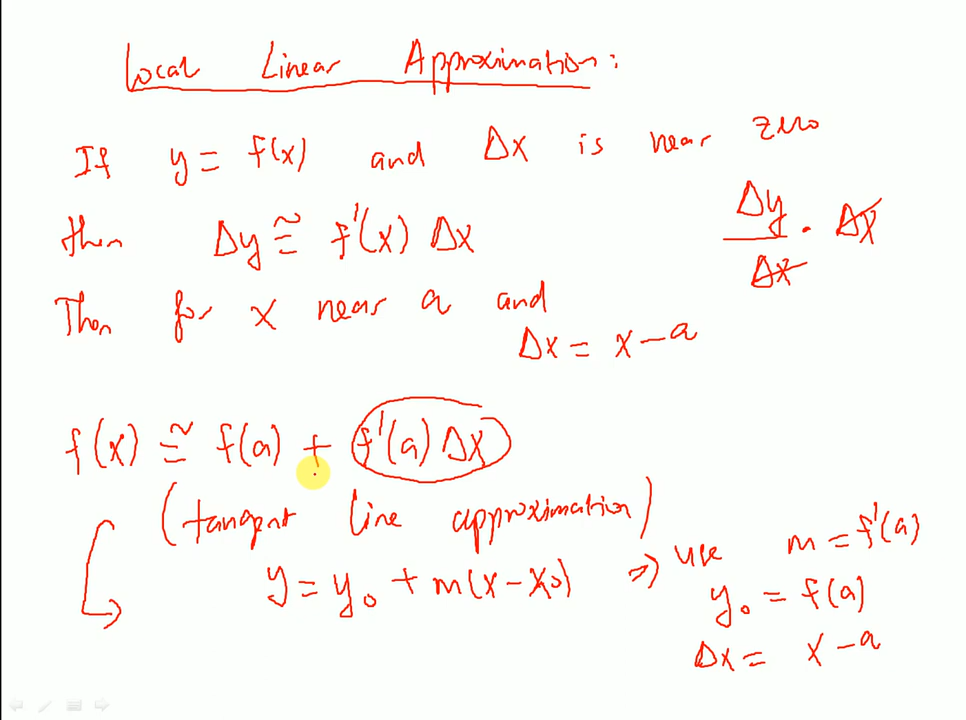 Local Linear Approximation:
If y = f(x) and Δx is near zero
then Δy ≅ f'(x) Δx
Δy/Δx · Δx
Then for x near a and
Δx = x - a
f(x) ≅ f(a) + f'(a) Δx
(tangent line approximation)
y = y₀ + m(x - x₀) ⇒ use m = f'(a)
y₀ = f(a)
Δx = x - a